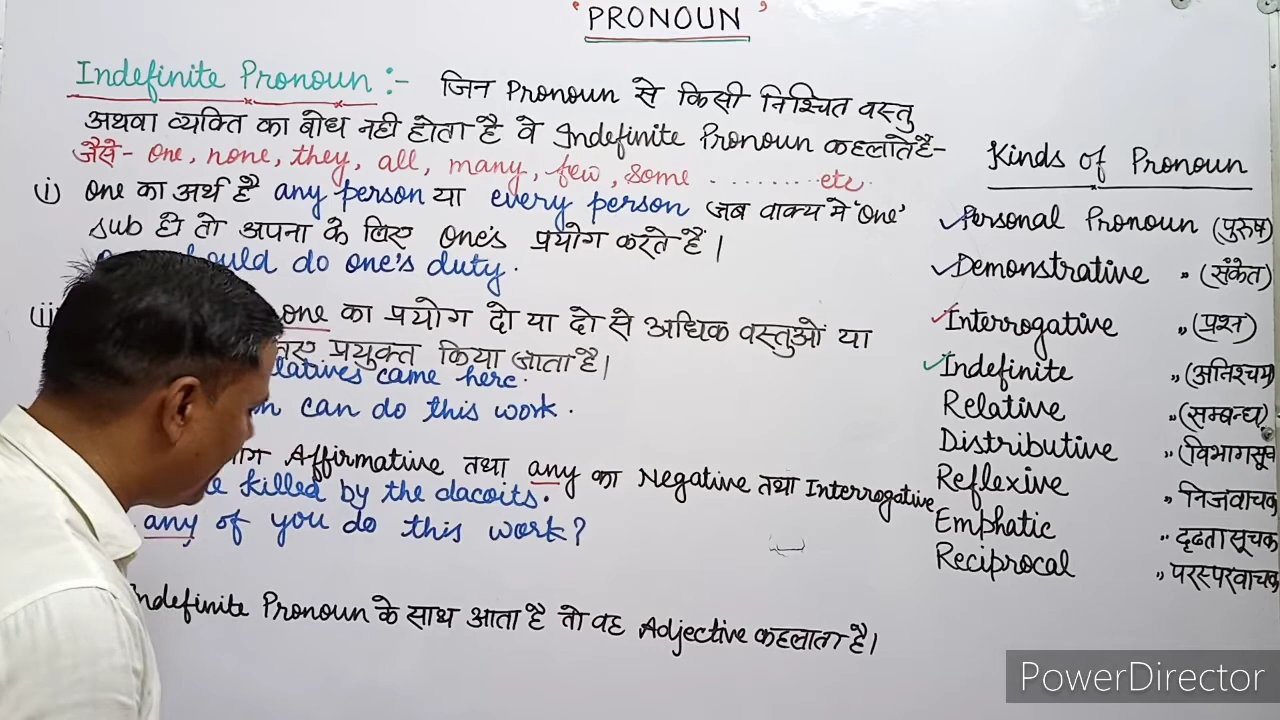 ' PRONOUN '
Indefinite Pronoun :- जिन Pronoun से किसी निश्चित वस्तु
अथवा व्यक्ति का बोध नही होता है वे Indefinite Pronoun कहलाते हैं-
जैसे- one, none, they, all, many, few, some ......... etc.
(i) one का अर्थ है any person या every person जब वाक्य मे 'one'
sub हो तो अपना के लिए one's प्रयोग करते हैं।
should do one's duty.
(ii) one का प्रयोग दो या दो से अधिक वस्तुओं या
प्रयुक्त किया जाता है।
came here.
can do this work.
Affirmative तथा any का Negative तथा Interrogative
killed by the dacoits.
any of you do this work?
Indefinite Pronoun के साथ आता है तो वह Adjective कहलाता है।
Kinds of Pronoun
Personal Pronoun (पुरुष)
Demonstrative " (संकेत)
Interrogative " (प्रश्न)
Indefinite " (अनिश्चय)
Relative " (सम्बन्ध)
Distributive " (विभागसूच
Reflexive " निजवाचक
Emphatic " दृढतासूचक
Reciprocal " परस्परवाचक
PowerDirector